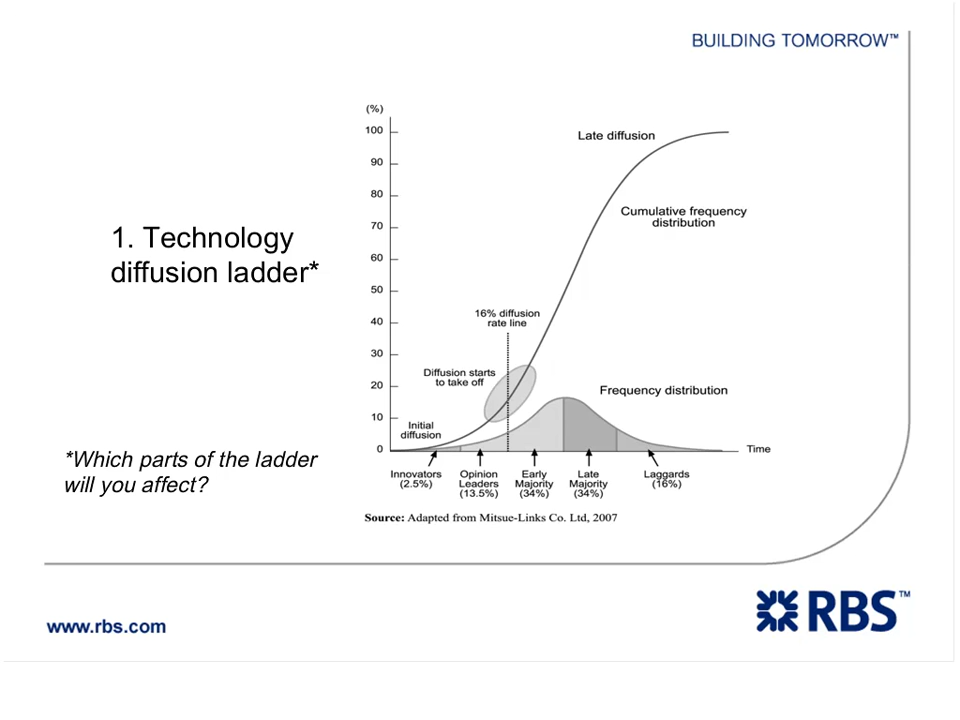 BUILDING TOMORROW™
1. Technology
diffusion ladder*
*Which parts of the ladder
will you affect?
(%)
100
90
80
70
60
50
40
30
20
10
0
Late diffusion
Cumulative frequency
distribution
16% diffusion
rate line
Diffusion starts
to take off
Frequency distribution
Initial
diffusion
Time
Innovators
(2.5%)
Opinion
Leaders
(13.5%)
Early
Majority
(34%)
Late
Majority
(34%)
Laggards
(16%)
Source: Adapted from Mitsue-Links Co. Ltd, 2007
www.rbs.com
RBS™